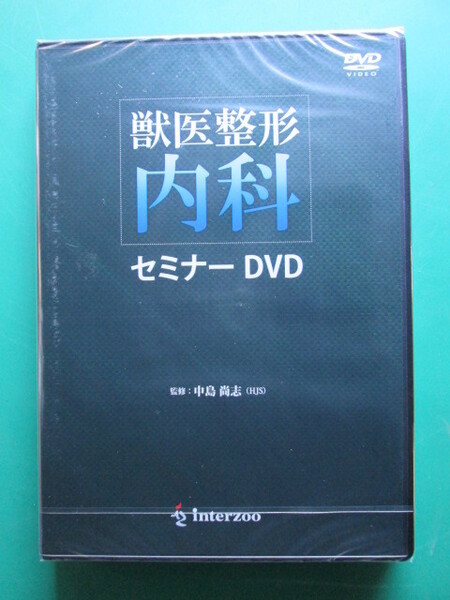 DVD
VIDEO
獣医整形
内科
セミナー DVD
監修：中島 尚志（HJS）
interzoo